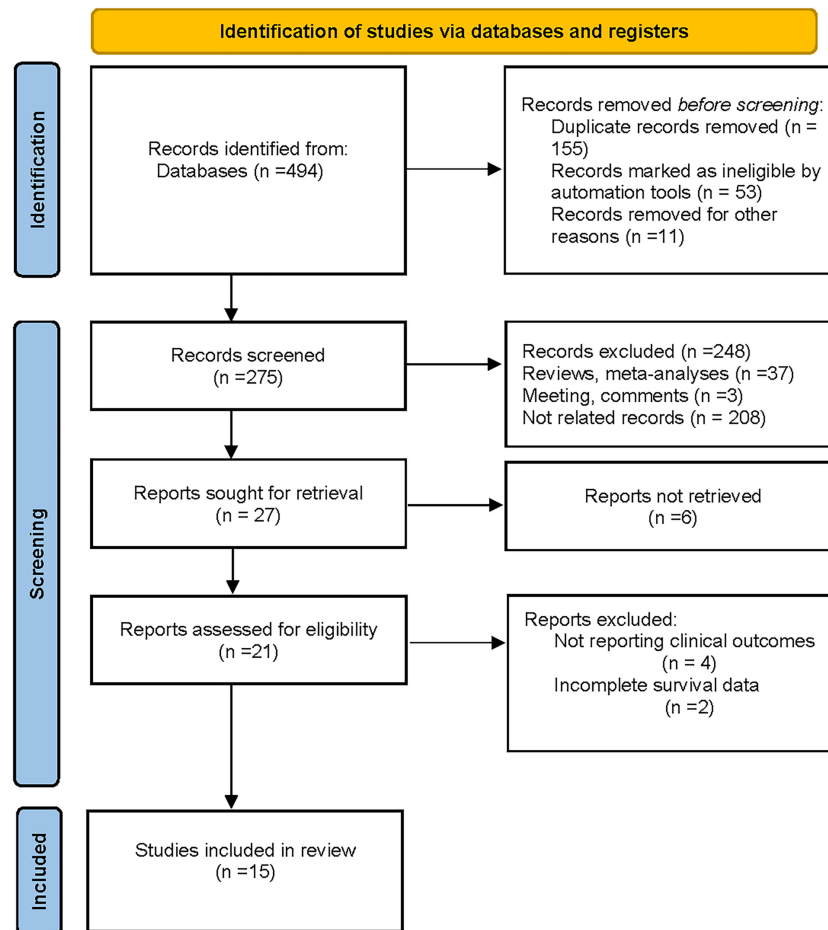 Identification of studies via databases and registers
Identification
Records identified from:
Databases (n =494)
Records removed before screening:
Duplicate records removed (n =
155)
Records marked as ineligible by
automation tools (n = 53)
Records removed for other
reasons (n =11)
Screening
Records screened
(n =275)
Records excluded (n =248)
Reviews, meta-analyses (n =37)
Meeting, comments (n =3)
Not related records (n = 208)
Reports sought for retrieval
(n = 27)
Reports not retrieved
(n =6)
Reports assessed for eligibility
(n =21)
Reports excluded:
Not reporting clinical outcomes
(n = 4)
Incomplete survival data
(n =2)
Included
Studies included in review
(n =15)